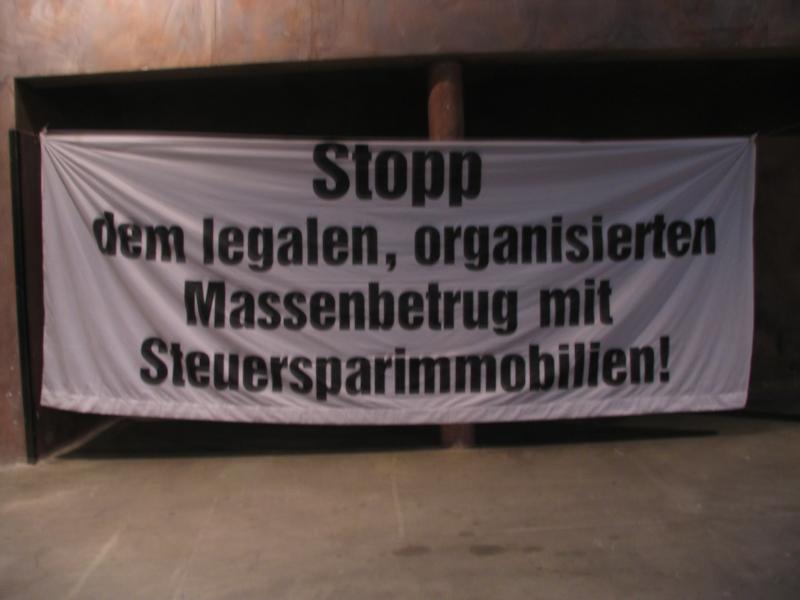 Stopp
dem legalen, organisierten
Massenbetrug mit
Steuersparimmobilien!